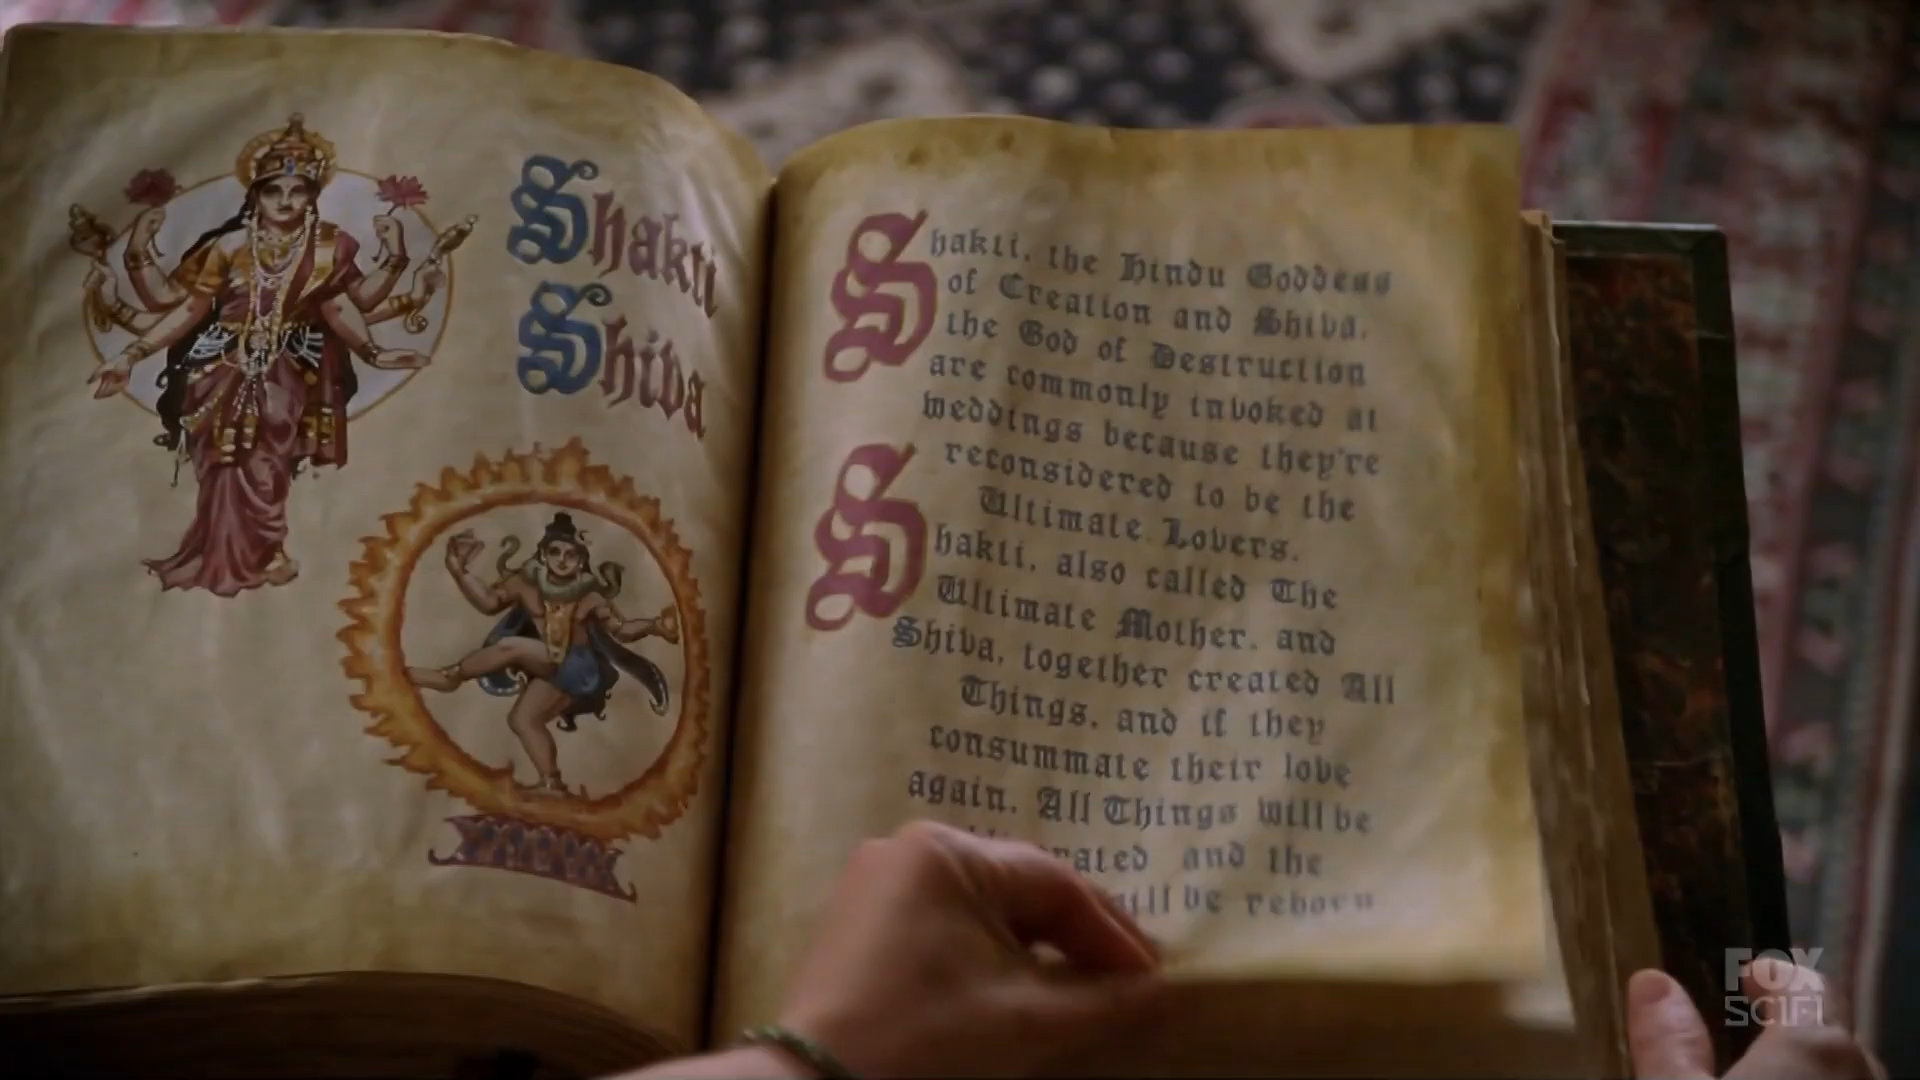 Shakti
Shiva
Shakti, the Hindu Goddess
of Creation and Shiva,
the God of Destruction
are commonly invoked at
weddings because they're
reconsidered to be the
Ultimate Lovers.
Shakti, also called The
Ultimate Mother, and
Shiva, together created All
Things, and if they
consummate their love
again, All Things will be
and the
will be reborn
FOX
SCIFI